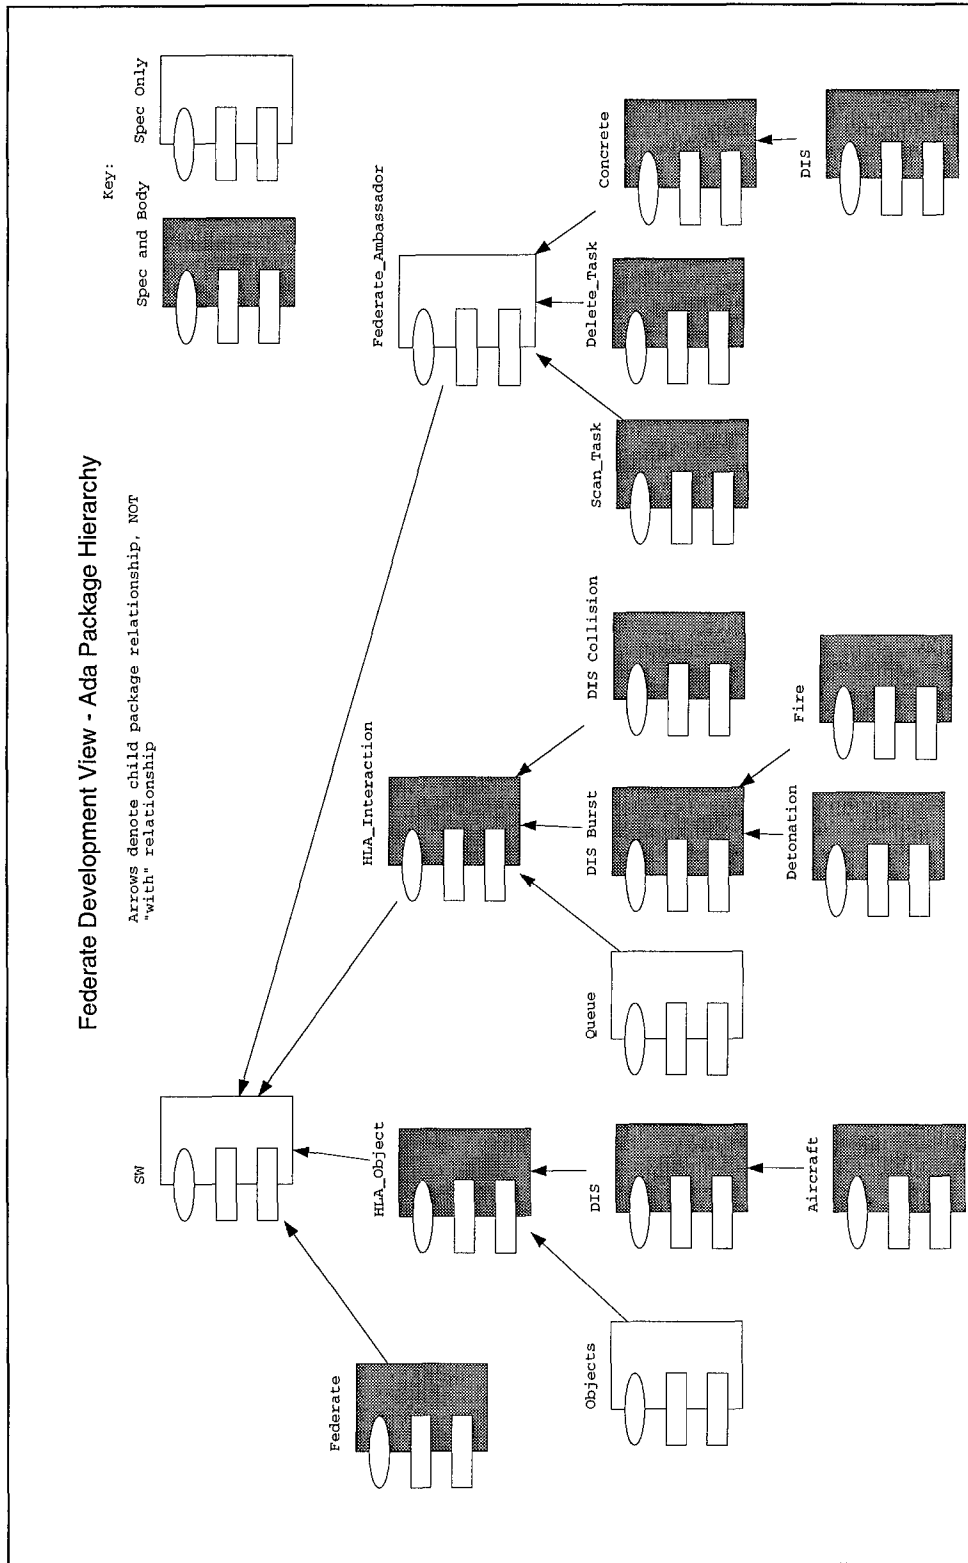 Federate Development View - Ada Package Hierarchy
Arrows denote child package relationship, NOT
"with" relationship
Key:
Spec and Body
Spec Only
SW
Federate
HLA_Object
HLA_Interaction
Federate_Ambassador
Objects
DIS
Queue
DIS Burst
DIS Collision
Scan_Task
Delete_Task
Concrete
Aircraft
Detonation
Fire
DIS